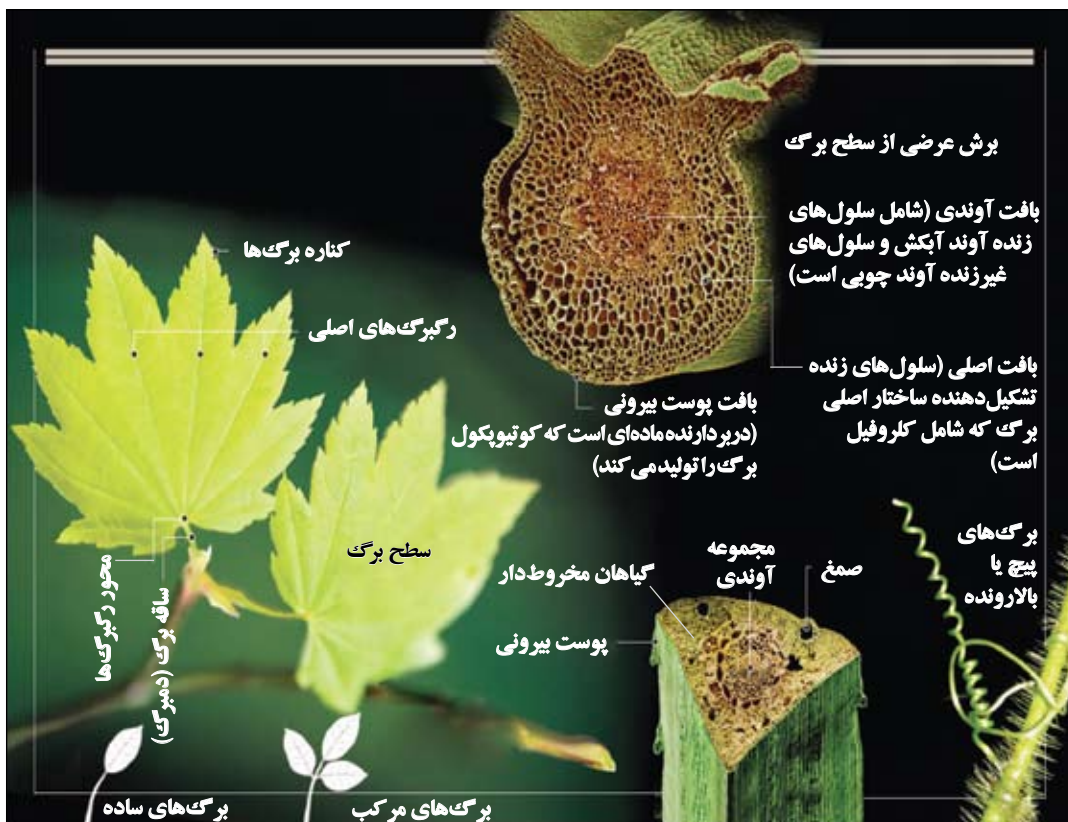 برش عرضی از سطح برگ
بافت آوندی (شامل سلول‌های
زنده آوند آبکش و سلول‌های
غیرزنده آوند چوبی است)
بافت اصلی (سلول‌های زنده
تشکیل‌دهنده ساختار اصلی
برگ که شامل کلروفیل
است)
بافت پوست بیرونی
(دربردارنده ماده‌ای است که کوتیوپکول
برگ را تولید می‌کند)
کناره برگ‌ها
رگبرگ‌های اصلی
سطح برگ
محور رگبرگ‌ها
ساقه برگ (دمبرگ)
برگ‌های
پیچ یا
بالارونده
صمغ
مجموعه
آوندی
گیاهان مخروط‌دار
پوست بیرونی
برگ‌های مرکب
برگ‌های ساده